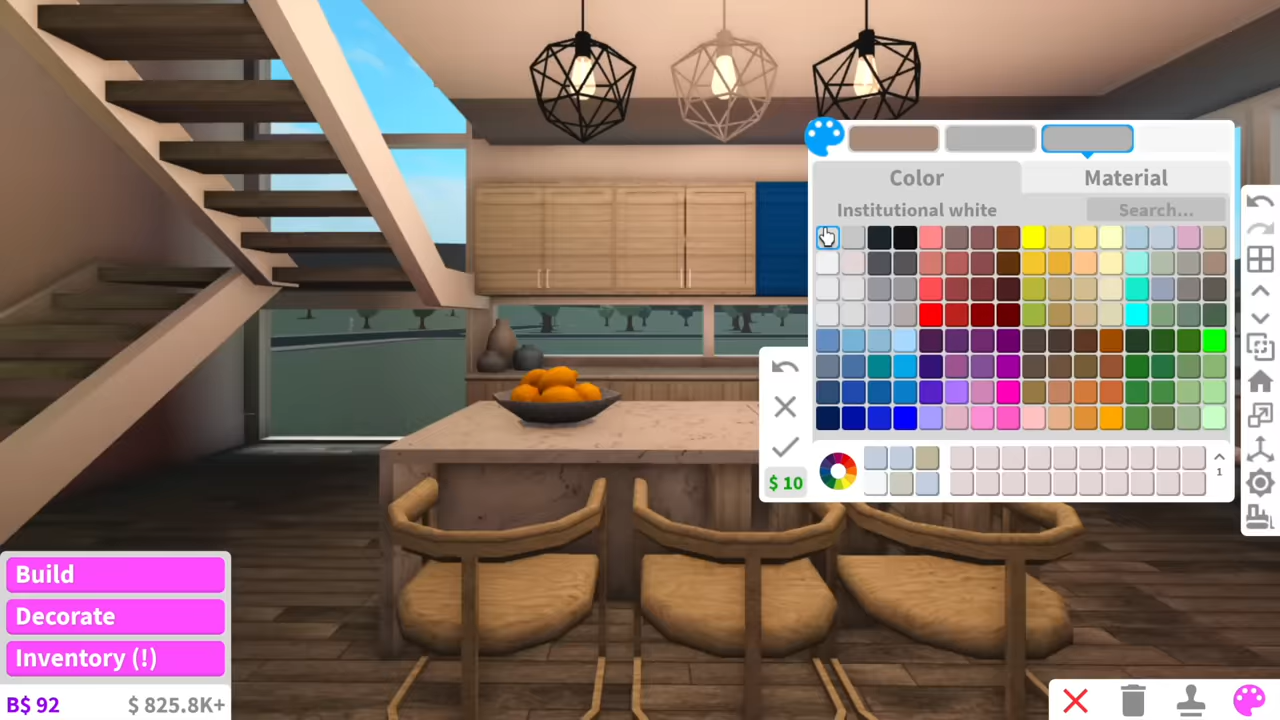 Color
Material
Institutional white
Search...
1
$ 10
Build
Decorate
Inventory (!)
B$ 92
$ 825.8K+